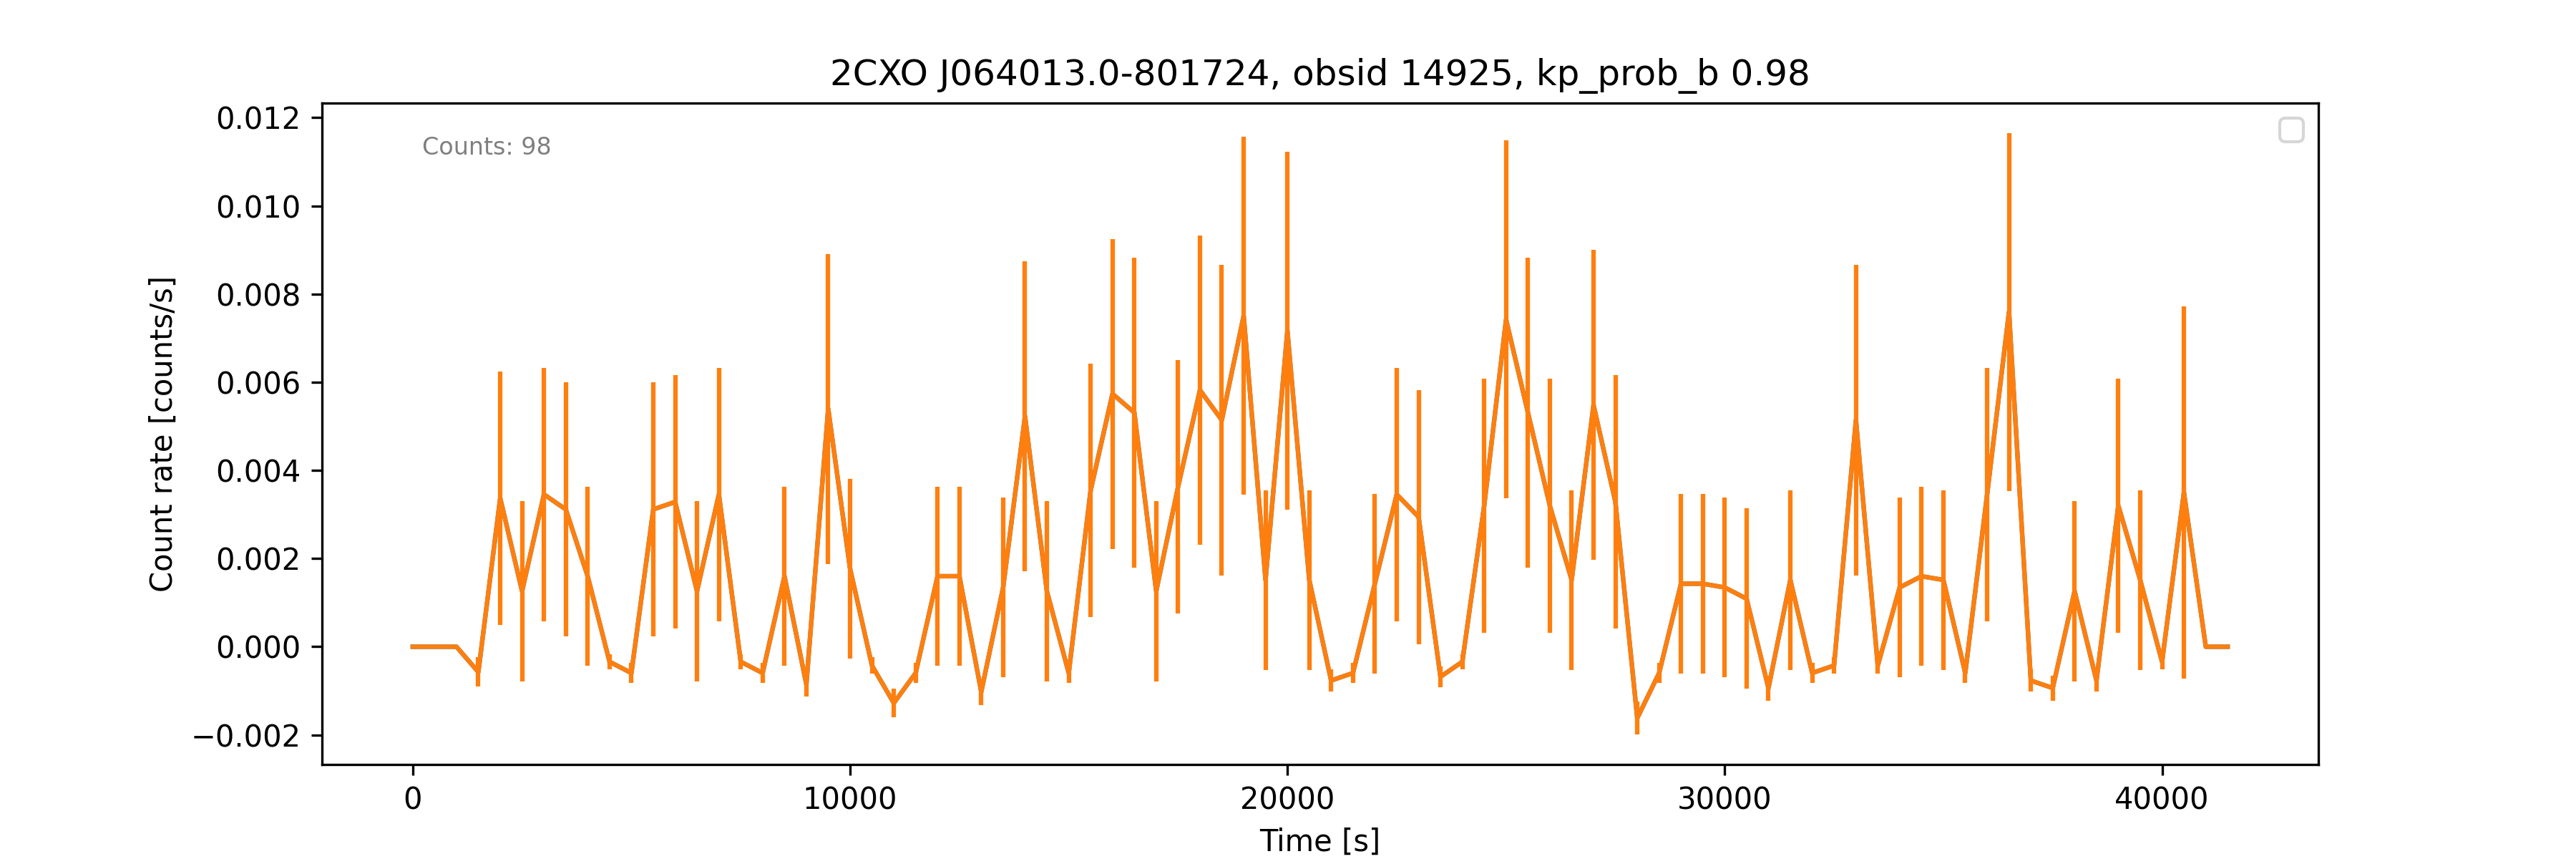 2CXO J064013.0-801724, obsid 14925, kp_prob_b 0.98
Counts: 98
0.012
0.010
0.008
0.006
0.004
0.002
0.000
−0.002
Count rate [counts/s]
0 10000 20000 30000 40000
Time [s]